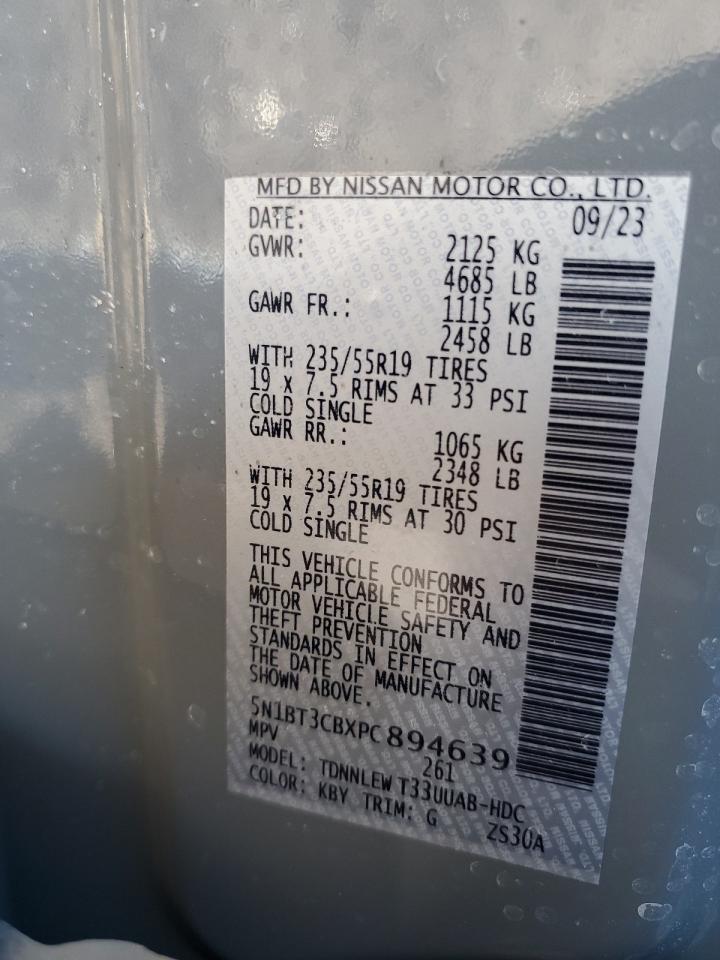 MFD BY NISSAN MOTOR CO., LTD.
DATE: 09/23
GVWR: 2125 KG
4685 LB
GAWR FR.: 1115 KG
2458 LB
WITH 235/55R19 TIRES
19 x 7.5 RIMS AT 33 PSI
COLD SINGLE
GAWR RR.: 1065 KG
2348 LB
WITH 235/55R19 TIRES
19 x 7.5 RIMS AT 30 PSI
COLD SINGLE
THIS VEHICLE CONFORMS TO
ALL APPLICABLE FEDERAL
MOTOR VEHICLE SAFETY AND
THEFT PREVENTION
STANDARDS IN EFFECT ON
THE DATE OF MANUFACTURE
SHOWN ABOVE.
5N1BT3CBXPC894639
MPV 261
MODEL: TDNNLEW T33UUAB-HDC
COLOR: KBY TRIM: G ZS30A